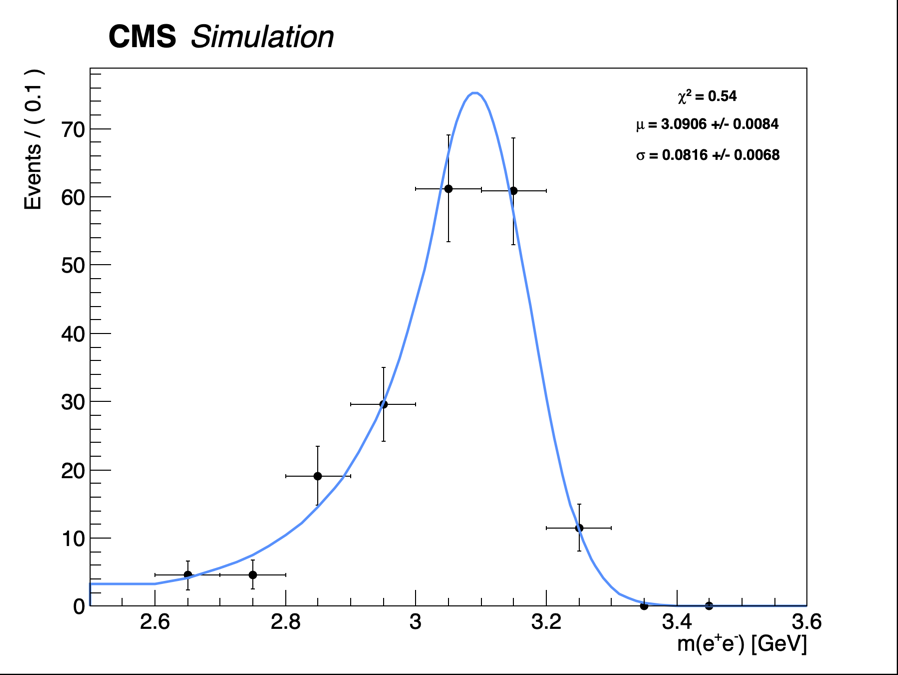 CMS Simulation
Events / ( 0.1 )
χ² = 0.54
μ = 3.0906 +/- 0.0084
σ = 0.0816 +/- 0.0068
70
60
50
40
30
20
10
0
2.6 2.8 3 3.2 3.4 3.6
m(e⁺e⁻) [GeV]